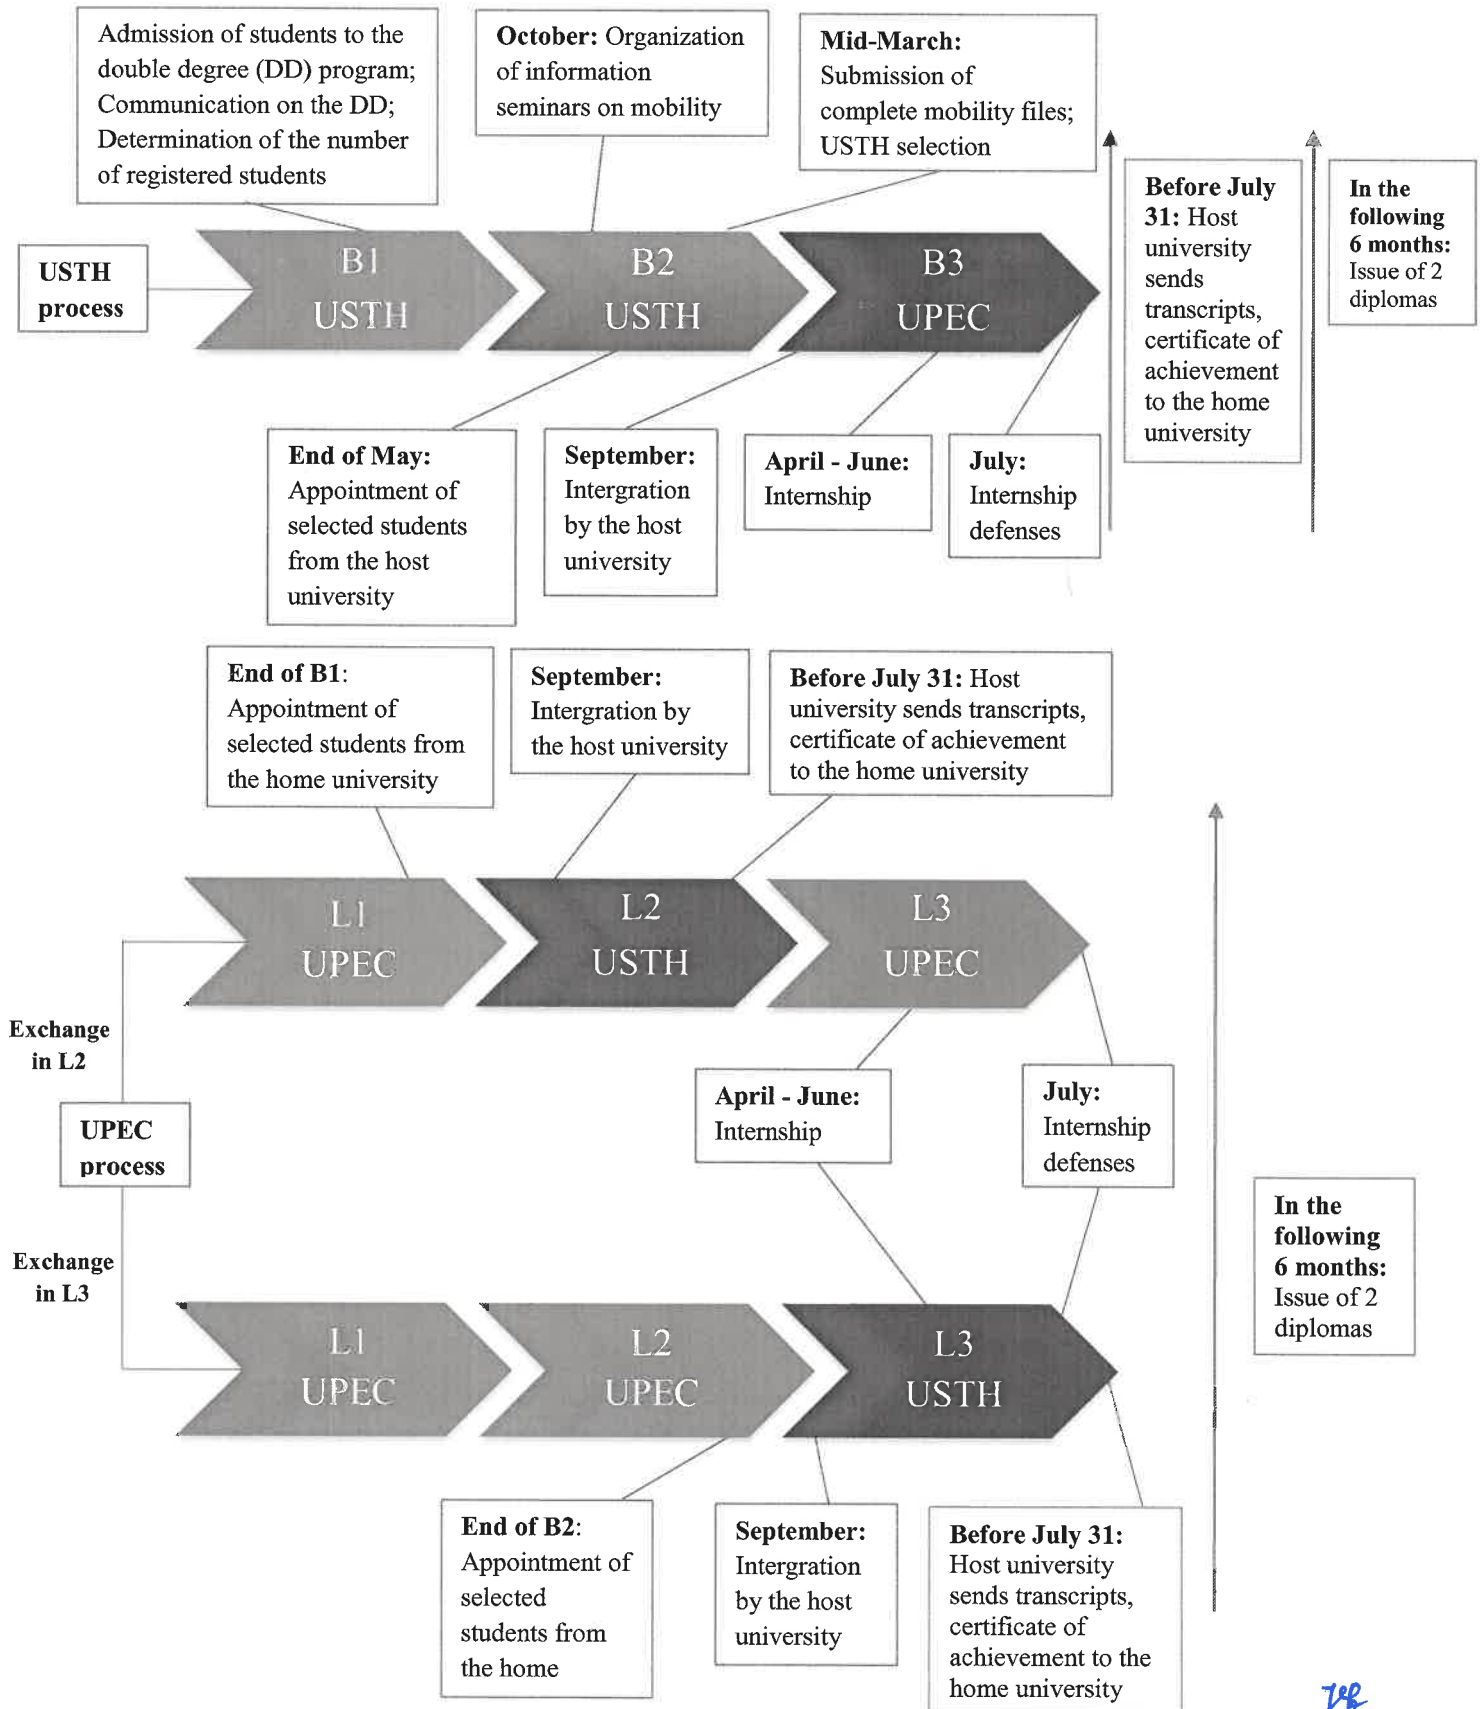 Admission of students to the
double degree (DD) program;
Communication on the DD;
Determination of the number
of registered students
October: Organization
of information
seminars on mobility
Mid-March:
Submission of
complete mobility files;
USTH selection
Before July
31: Host
university
sends
transcripts,
certificate of
achievement
to the home
university
In the
following
6 months:
Issue of 2
diplomas
USTH
process
B1
USTH
B2
USTH
B3
UPEC
End of May:
Appointment of
selected students
from the host
university
September:
Intergration
by the host
university
April - June:
Internship
July:
Internship
defenses
End of B1:
Appointment of
selected students from
the home university
September:
Intergration by
the host university
Before July 31: Host
university sends transcripts,
certificate of achievement
to the home university
L1
UPEC
L2
USTH
L3
UPEC
Exchange
in L2
UPEC
process
Exchange
in L3
April - June:
Internship
July:
Internship
defenses
In the
following
6 months:
Issue of 2
diplomas
L1
UPEC
L2
UPEC
L3
USTH
End of B2:
Appointment of
selected
students from
the home
September:
Intergration
by the host
university
Before July 31:
Host university
sends transcripts,
certificate of
achievement to the
home university